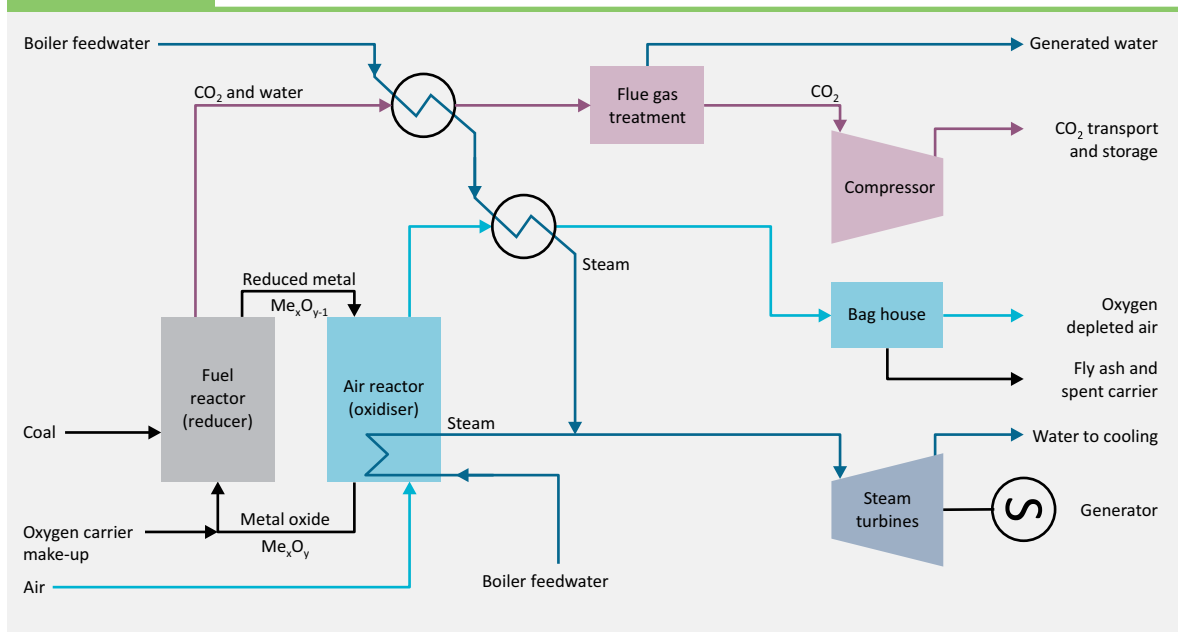 Boiler feedwater
Generated water
CO₂ and water
Flue gas
treatment
CO₂
CO₂ transport
and storage
Compressor
Steam
Reduced metal
MeₓOᵧ₋₁
Bag house
Oxygen
depleted air
Fuel
reactor
(reducer)
Air reactor
(oxidiser)
Fly ash and
spent carrier
Coal
Steam
Water to cooling
Steam
turbines
Generator
S
Oxygen carrier
make-up
Metal oxide
MeₓOᵧ
Air
Boiler feedwater